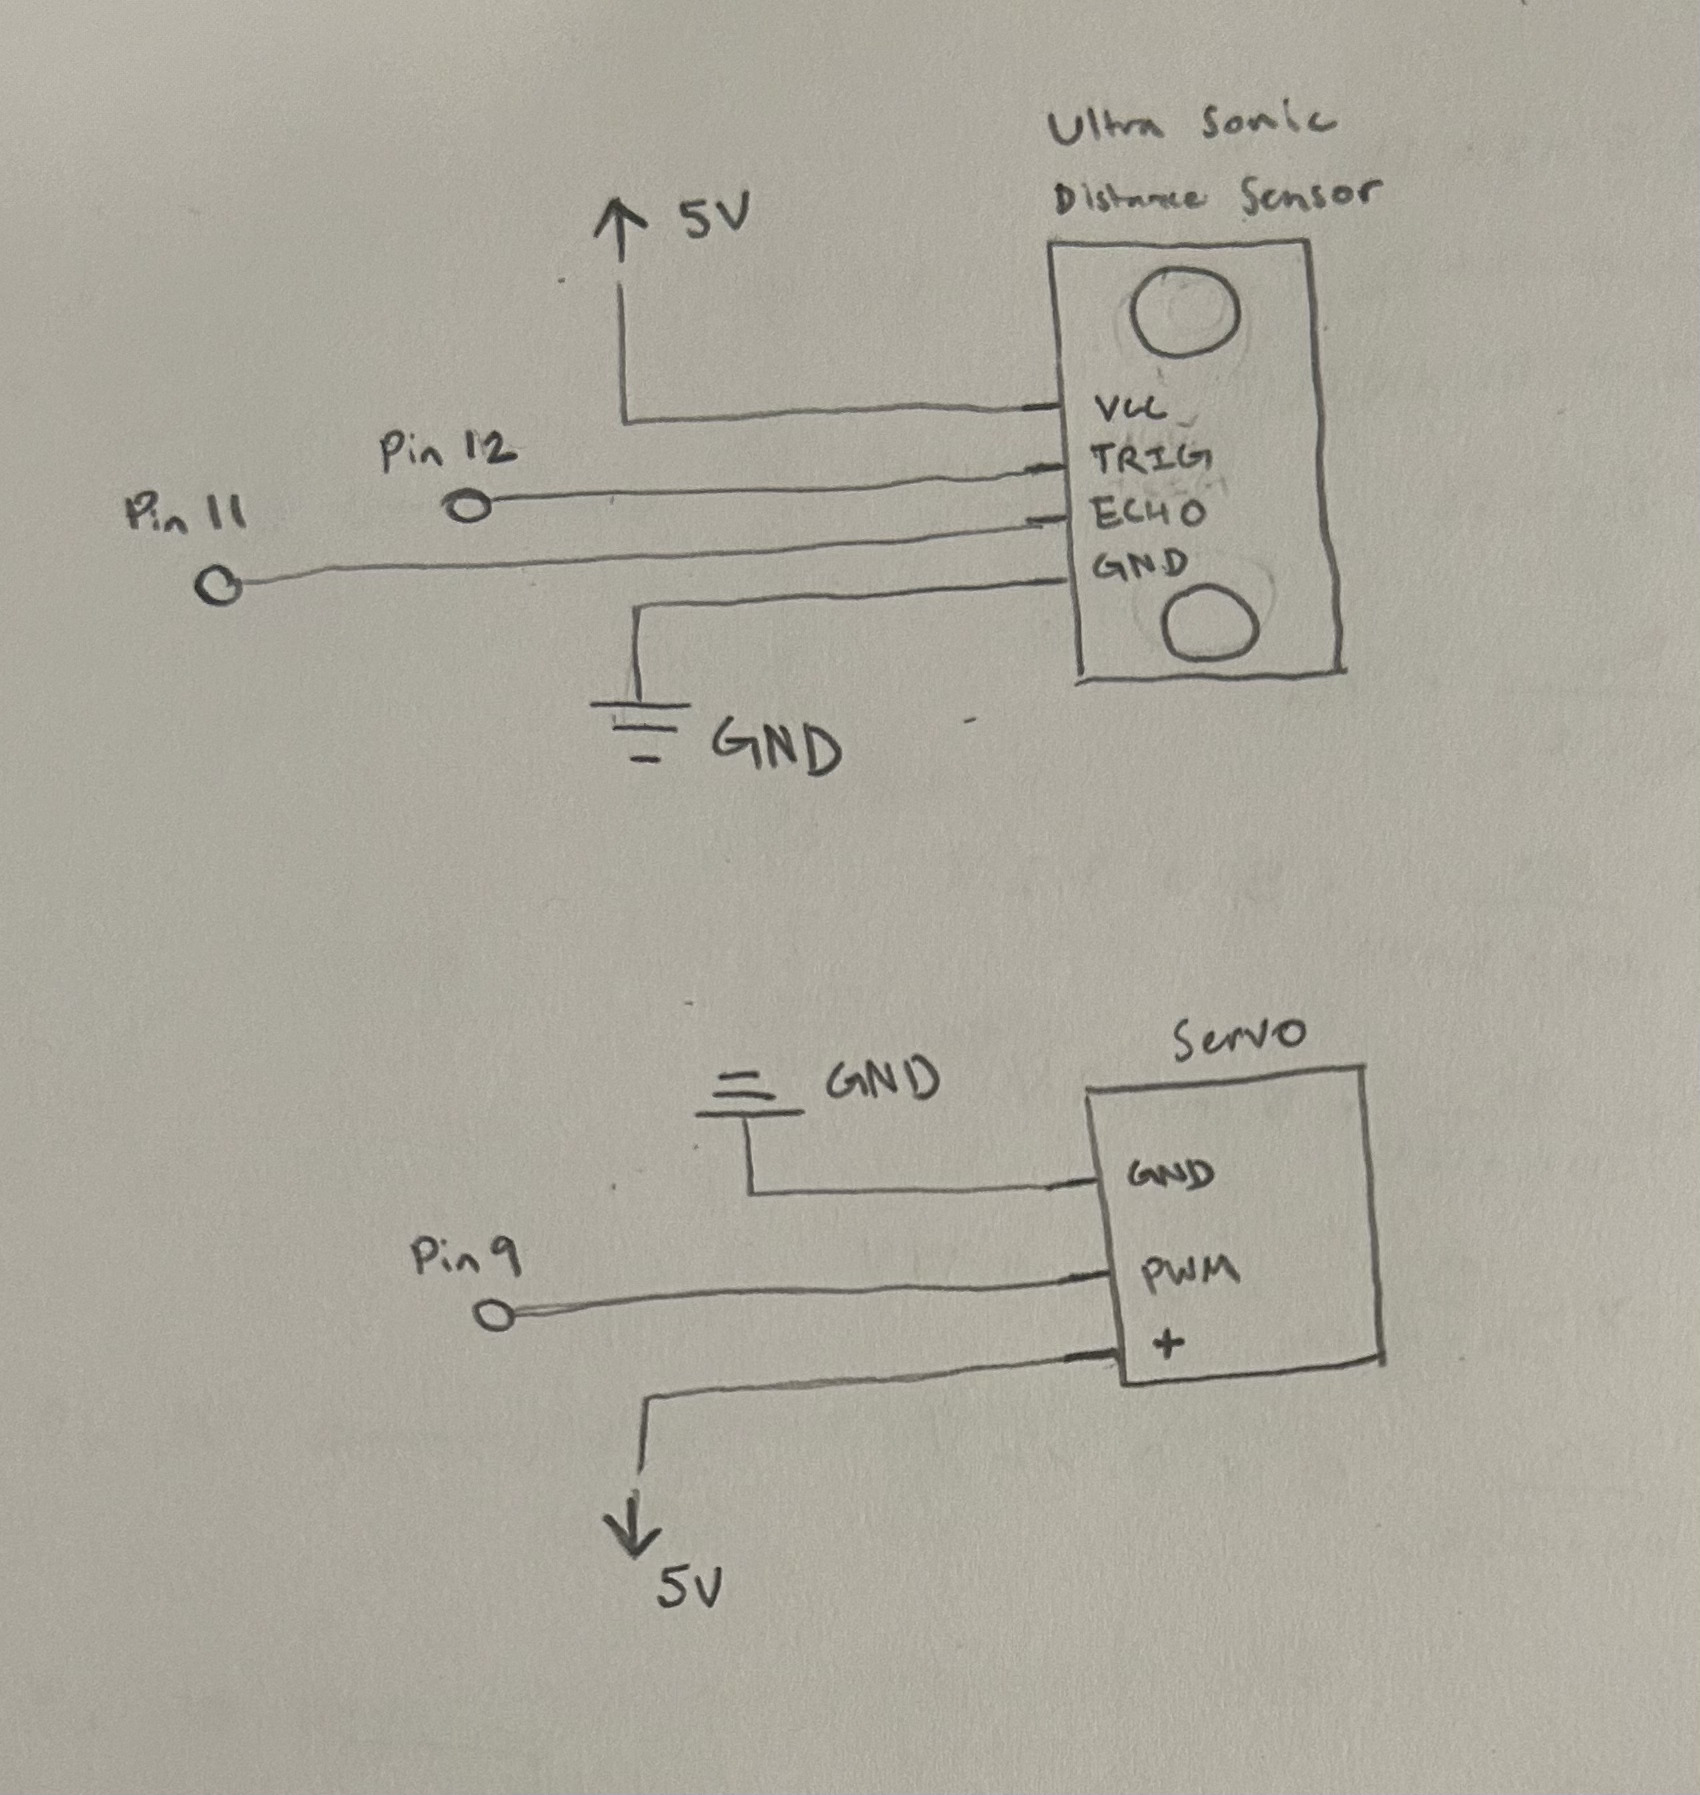 Ultra Sonic
Distance Sensor
5V
VCC
Pin 12
TRIG
Pin 11
ECHO
GND
GND
Servo
GND
GND
Pin 9
PWM
+
5V